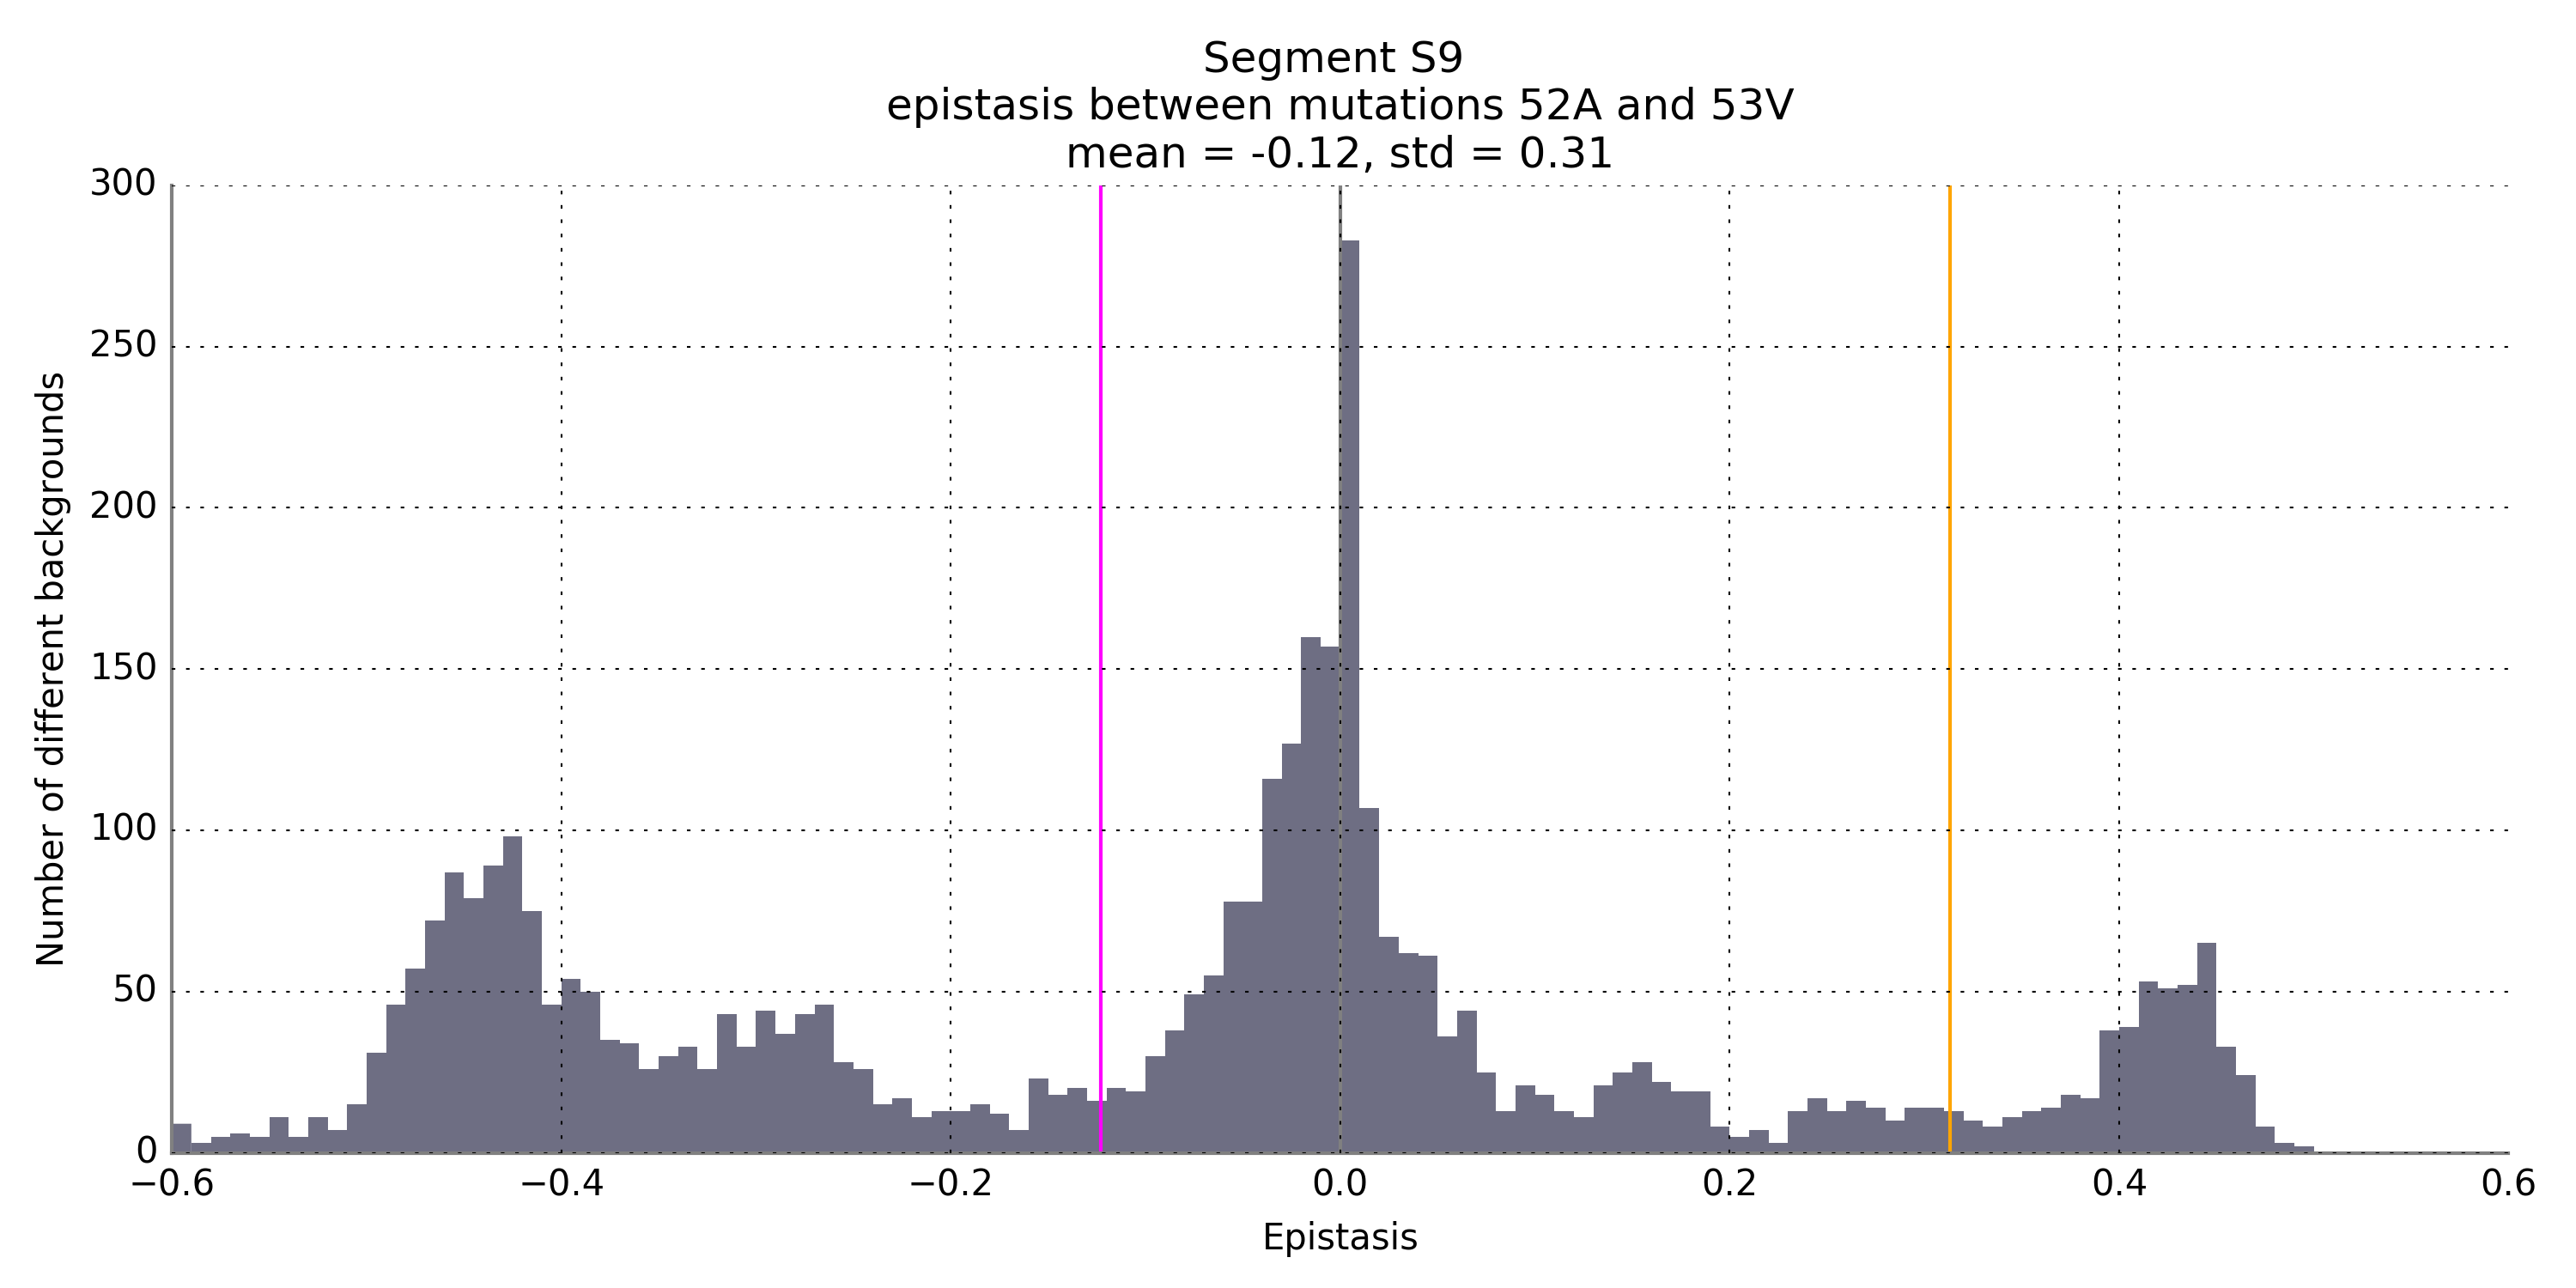 Segment S9
epistasis between mutations 52A and 53V
mean = -0.12, std = 0.31
300
250
200
150
100
50
0
Number of different backgrounds
−0.6 −0.4 −0.2 0.0 0.2 0.4 0.6
Epistasis